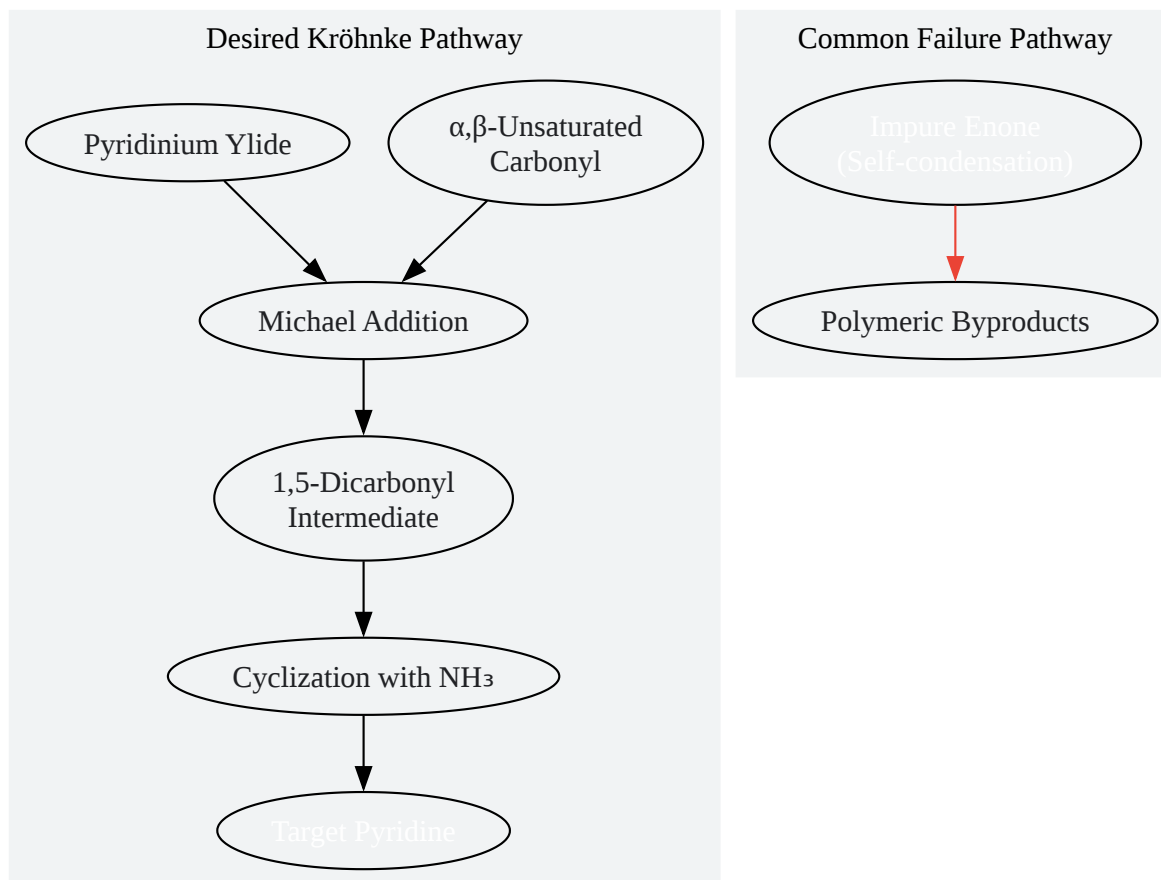 Desired Kröhnke Pathway
Pyridinium Ylide
α,β-Unsaturated
Carbonyl
Michael Addition
1,5-Dicarbonyl
Intermediate
Cyclization with NH₃
Target Pyridine
Common Failure Pathway
Impure Enone
(Self-condensation)
Polymeric Byproducts